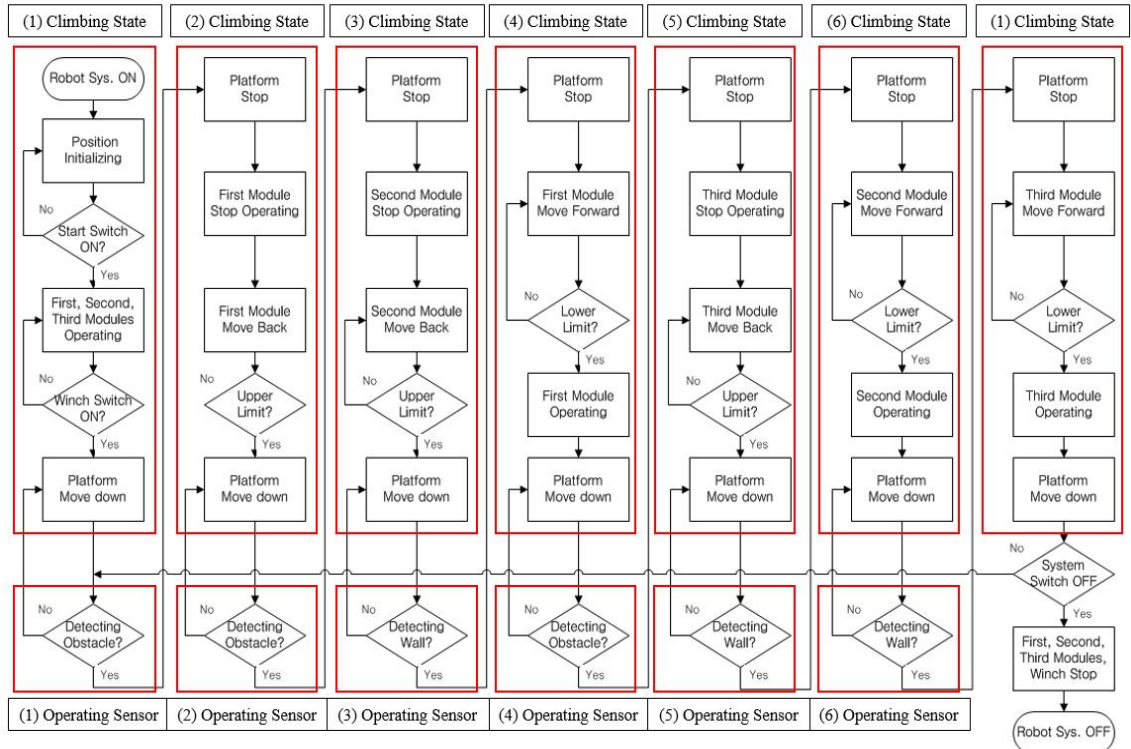 (1) Climbing State
(2) Climbing State
(3) Climbing State
(4) Climbing State
(5) Climbing State
(6) Climbing State
(1) Climbing State
Robot Sys. ON
Position
Initializing
No
Start Switch
ON?
Yes
First, Second,
Third Modules
Operating
No
Winch Switch
ON?
Yes
Platform
Move down
No
Detecting
Obstacle?
Yes
(1) Operating Sensor
Platform
Stop
First Module
Stop Operating
First Module
Move Back
No
Upper
Limit?
Yes
Platform
Move down
No
Detecting
Obstacle?
Yes
(2) Operating Sensor
Platform
Stop
Second Module
Stop Operating
Second Module
Move Back
No
Upper
Limit?
Yes
Platform
Move down
No
Detecting
Wall?
Yes
(3) Operating Sensor
Platform
Stop
First Module
Move Forward
No
Lower
Limit?
Yes
First Module
Operating
Platform
Move down
No
Detecting
Obstacle?
Yes
(4) Operating Sensor
Platform
Stop
Third Module
Stop Operating
Third Module
Move Back
No
Upper
Limit?
Yes
Platform
Move down
No
Detecting
Wall?
Yes
(5) Operating Sensor
Platform
Stop
Second Module
Move Forward
No
Lower
Limit?
Yes
Second Module
Operating
Platform
Move down
No
Detecting
Wall?
Yes
(6) Operating Sensor
Platform
Stop
Third Module
Move Forward
No
Lower
Limit?
Yes
Third Module
Operating
Platform
Move down
No
System
Switch OFF
Yes
First, Second,
Third Modules,
Winch Stop
Robot Sys. OFF